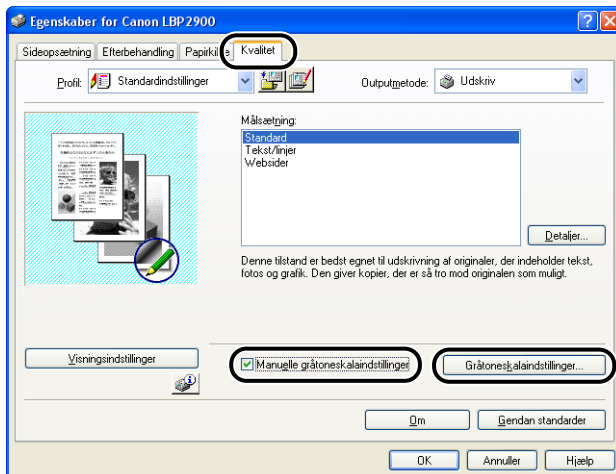 Egenskaber for Canon LBP2900
Sideopsætning Efterbehandling Papirkilde Kvalitet
Profil: Standardindstillinger Outputmetode: Udskriv
Målsætning:
Standard
Tekst/linjer
Websider
Detaljer...
Denne tilstand er bedst egnet til udskrivning af originaler, der indeholder tekst,
fotos og grafik. Den giver kopier, der er så tro mod originalen som muligt.
Visningsindstillinger
Manuelle gråtoneskalaindstillinger Gråtoneskalaindstillinger...
Om Gendan standarder
OK Annuller Hjælp